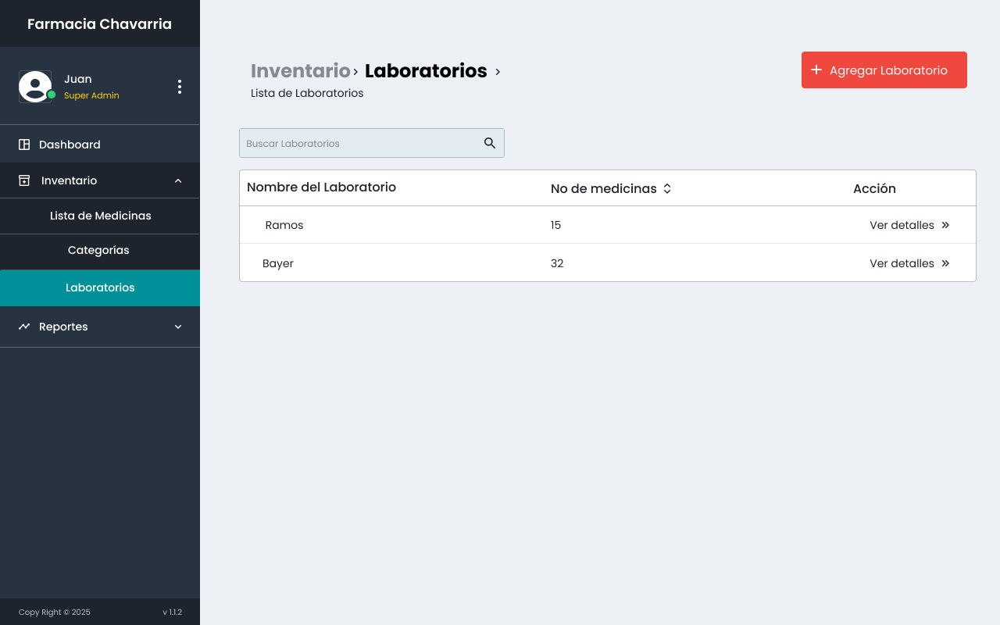 Farmacia Chavarria
Juan
Super Admin
Dashboard
Inventario
Lista de Medicinas
Categorías
Laboratorios
Reportes
Copy Right © 2025 v 1.1.2
Inventario › Laboratorios ›
Lista de Laboratorios
+ Agregar Laboratorio
Buscar Laboratorios
Nombre del Laboratorio No de medicinas Acción
Ramos 15 Ver detalles »
Bayer 32 Ver detalles »